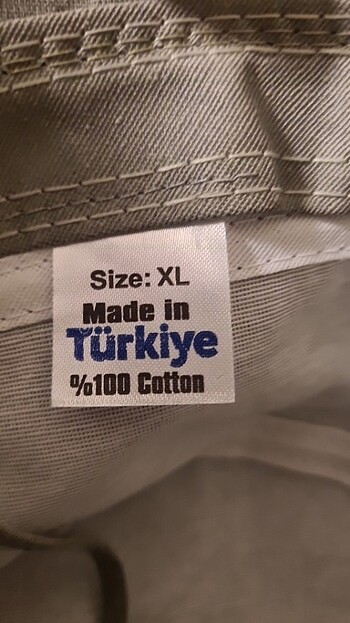 Size: XL
Made in
Türkiye
%100 Cotton